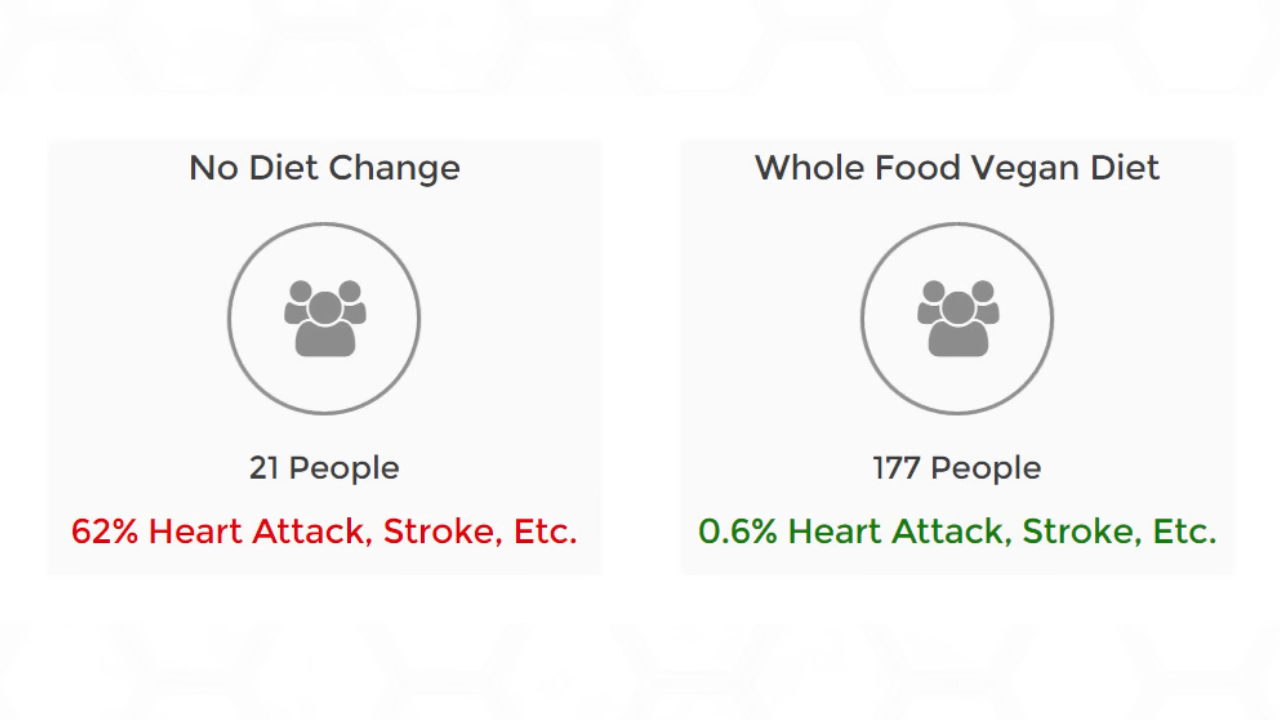 No Diet Change
21 People
62% Heart Attack, Stroke, Etc.
Whole Food Vegan Diet
177 People
0.6% Heart Attack, Stroke, Etc.